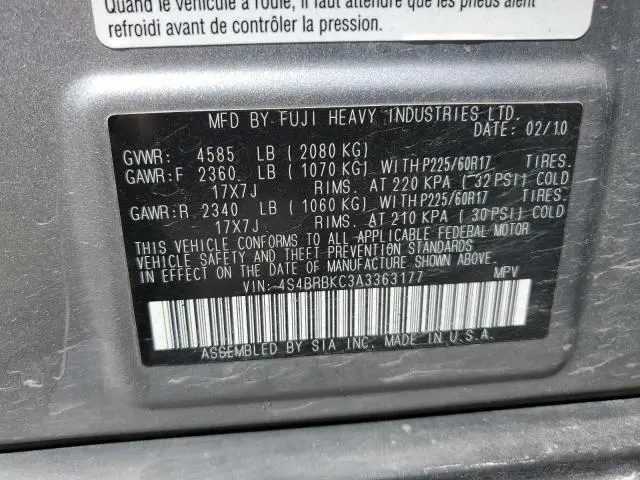 Quand le véhicule a roulé, il faut attendre que les pneus aient
refroidi avant de contrôler la pression.
MFD BY FUJI HEAVY INDUSTRIES LTD.
DATE: 02/10
GVWR: 4585 LB ( 2080 KG)
GAWR:F 2360 LB ( 1070 KG) WITH P225/60R17 TIRES.
17X7J RIMS. AT 220 KPA ( 32 PSI) COLD
GAWR:R 2340 LB ( 1060 KG) WITH P225/60R17 TIRES.
17X7J RIMS. AT 210 KPA ( 30 PSI) COLD
THIS VEHICLE CONFORMS TO ALL APPLICABLE FEDERAL MOTOR
VEHICLE SAFETY AND THEFT PREVENTION STANDARDS
IN EFFECT ON THE DATE OF MANUFACTURE SHOWN ABOVE.
VIN: 4S4BRBKC3A3363177 MPV
ASSEMBLED BY SIA INC. MADE IN U.S.A.